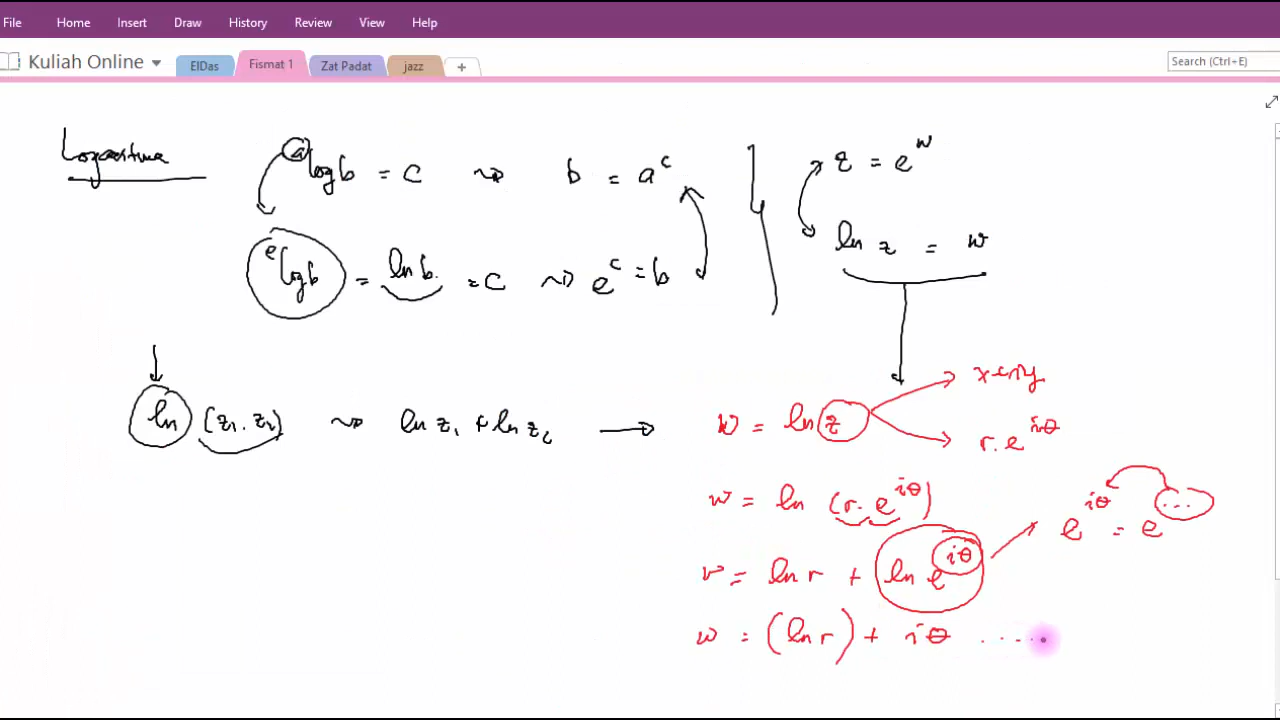 File Home Insert Draw History Review View Help
Kuliah Online ElDas Fismat 1 Zat Padat jazz + Search (Ctrl+E)
Logaritma
ᵃlog b = c ⇝ b = aᶜ
ᵉlog b = ln b = c ⇝ eᶜ = b
z = eʷ
ln z = w
ln (z₁ . z₂) ⇝ ln z₁ + ln z₂ → w = ln z
x+iy
r.e^iθ
w = ln (r. e^iθ)
e^iθ = e^...
w = ln r + ln e^iθ
w = (ln r) + iθ .....